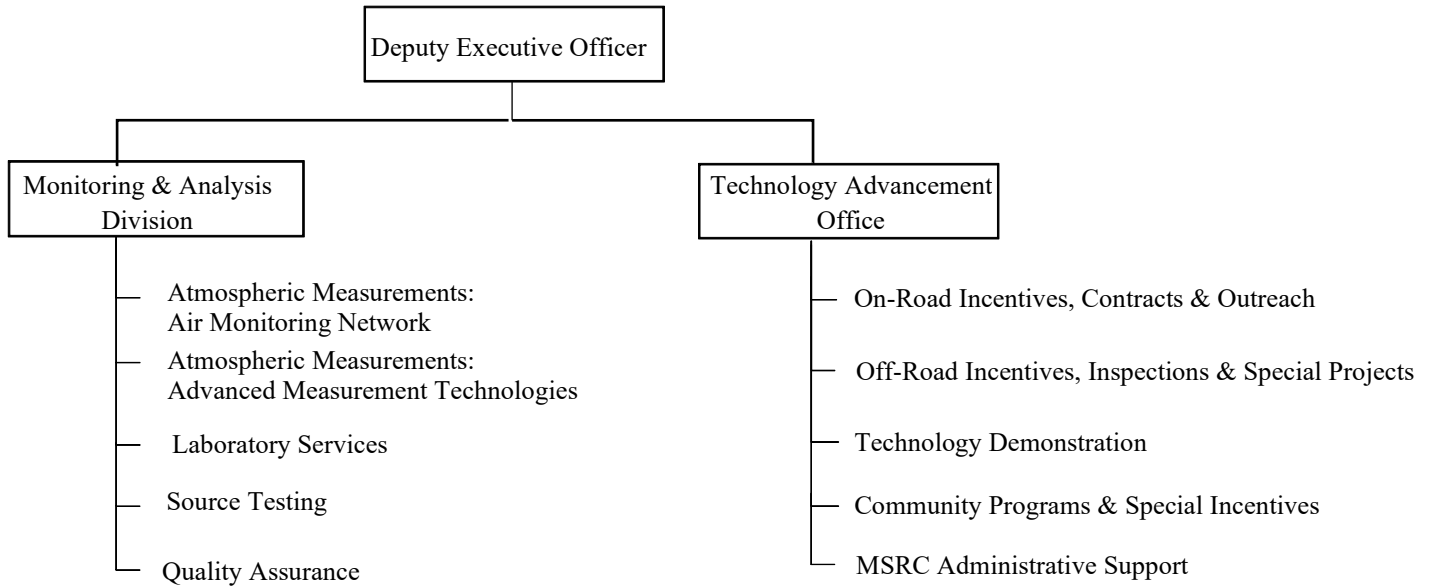 Deputy Executive Officer
Monitoring & Analysis
Division
Technology Advancement
Office
Atmospheric Measurements:
Air Monitoring Network
Atmospheric Measurements:
Advanced Measurement Technologies
Laboratory Services
Source Testing
Quality Assurance
On-Road Incentives, Contracts & Outreach
Off-Road Incentives, Inspections & Special Projects
Technology Demonstration
Community Programs & Special Incentives
MSRC Administrative Support